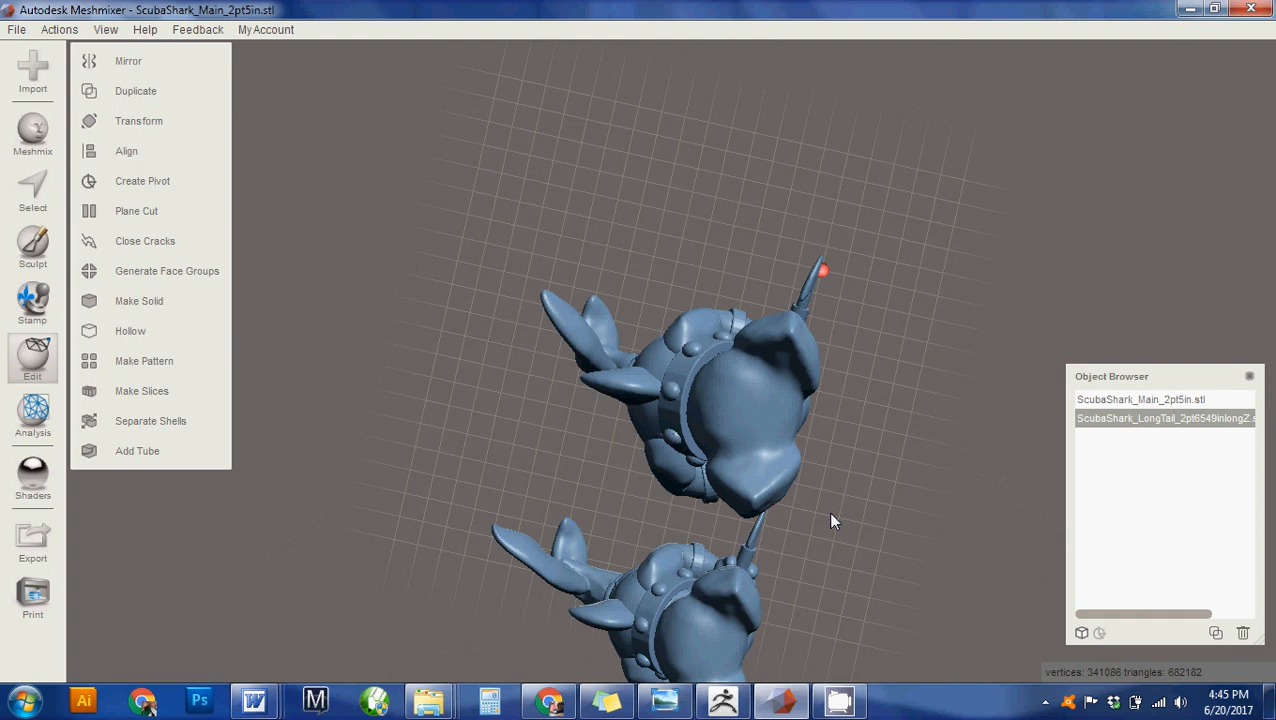 Autodesk Meshmixer - ScubaShark_Main_2pt5in.stl
File Actions View Help Feedback My Account
Import
Meshmix
Select
Sculpt
Stamp
Edit
Analysis
Shaders
Export
Print
Mirror
Duplicate
Transform
Align
Create Pivot
Plane Cut
Close Cracks
Generate Face Groups
Make Solid
Hollow
Make Pattern
Make Slices
Separate Shells
Add Tube
Object Browser
ScubaShark_Main_2pt5in.stl
ScubaShark_LongTail_2pt6549inlongZ.s
vertices: 341086 triangles: 682182
Ai Ps W M
4:45 PM
6/20/2017